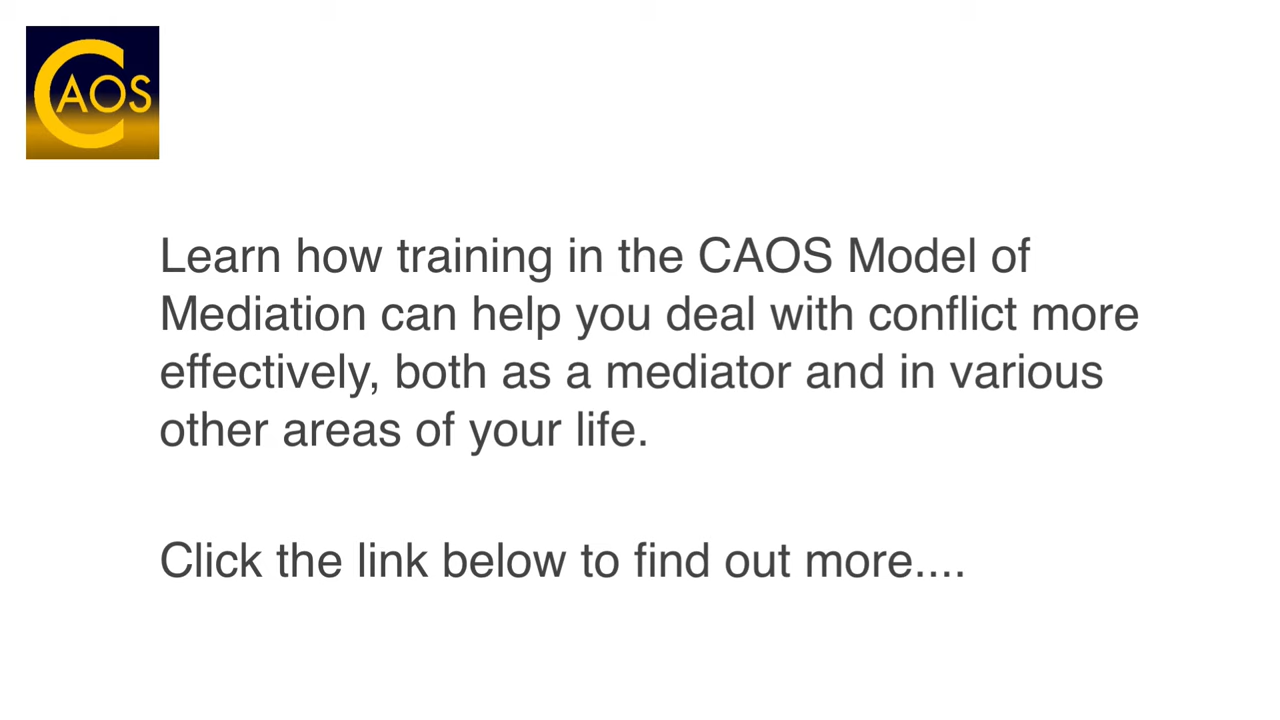 CAOS
Learn how training in the CAOS Model of
Mediation can help you deal with conflict more
effectively, both as a mediator and in various
other areas of your life.
Click the link below to find out more....